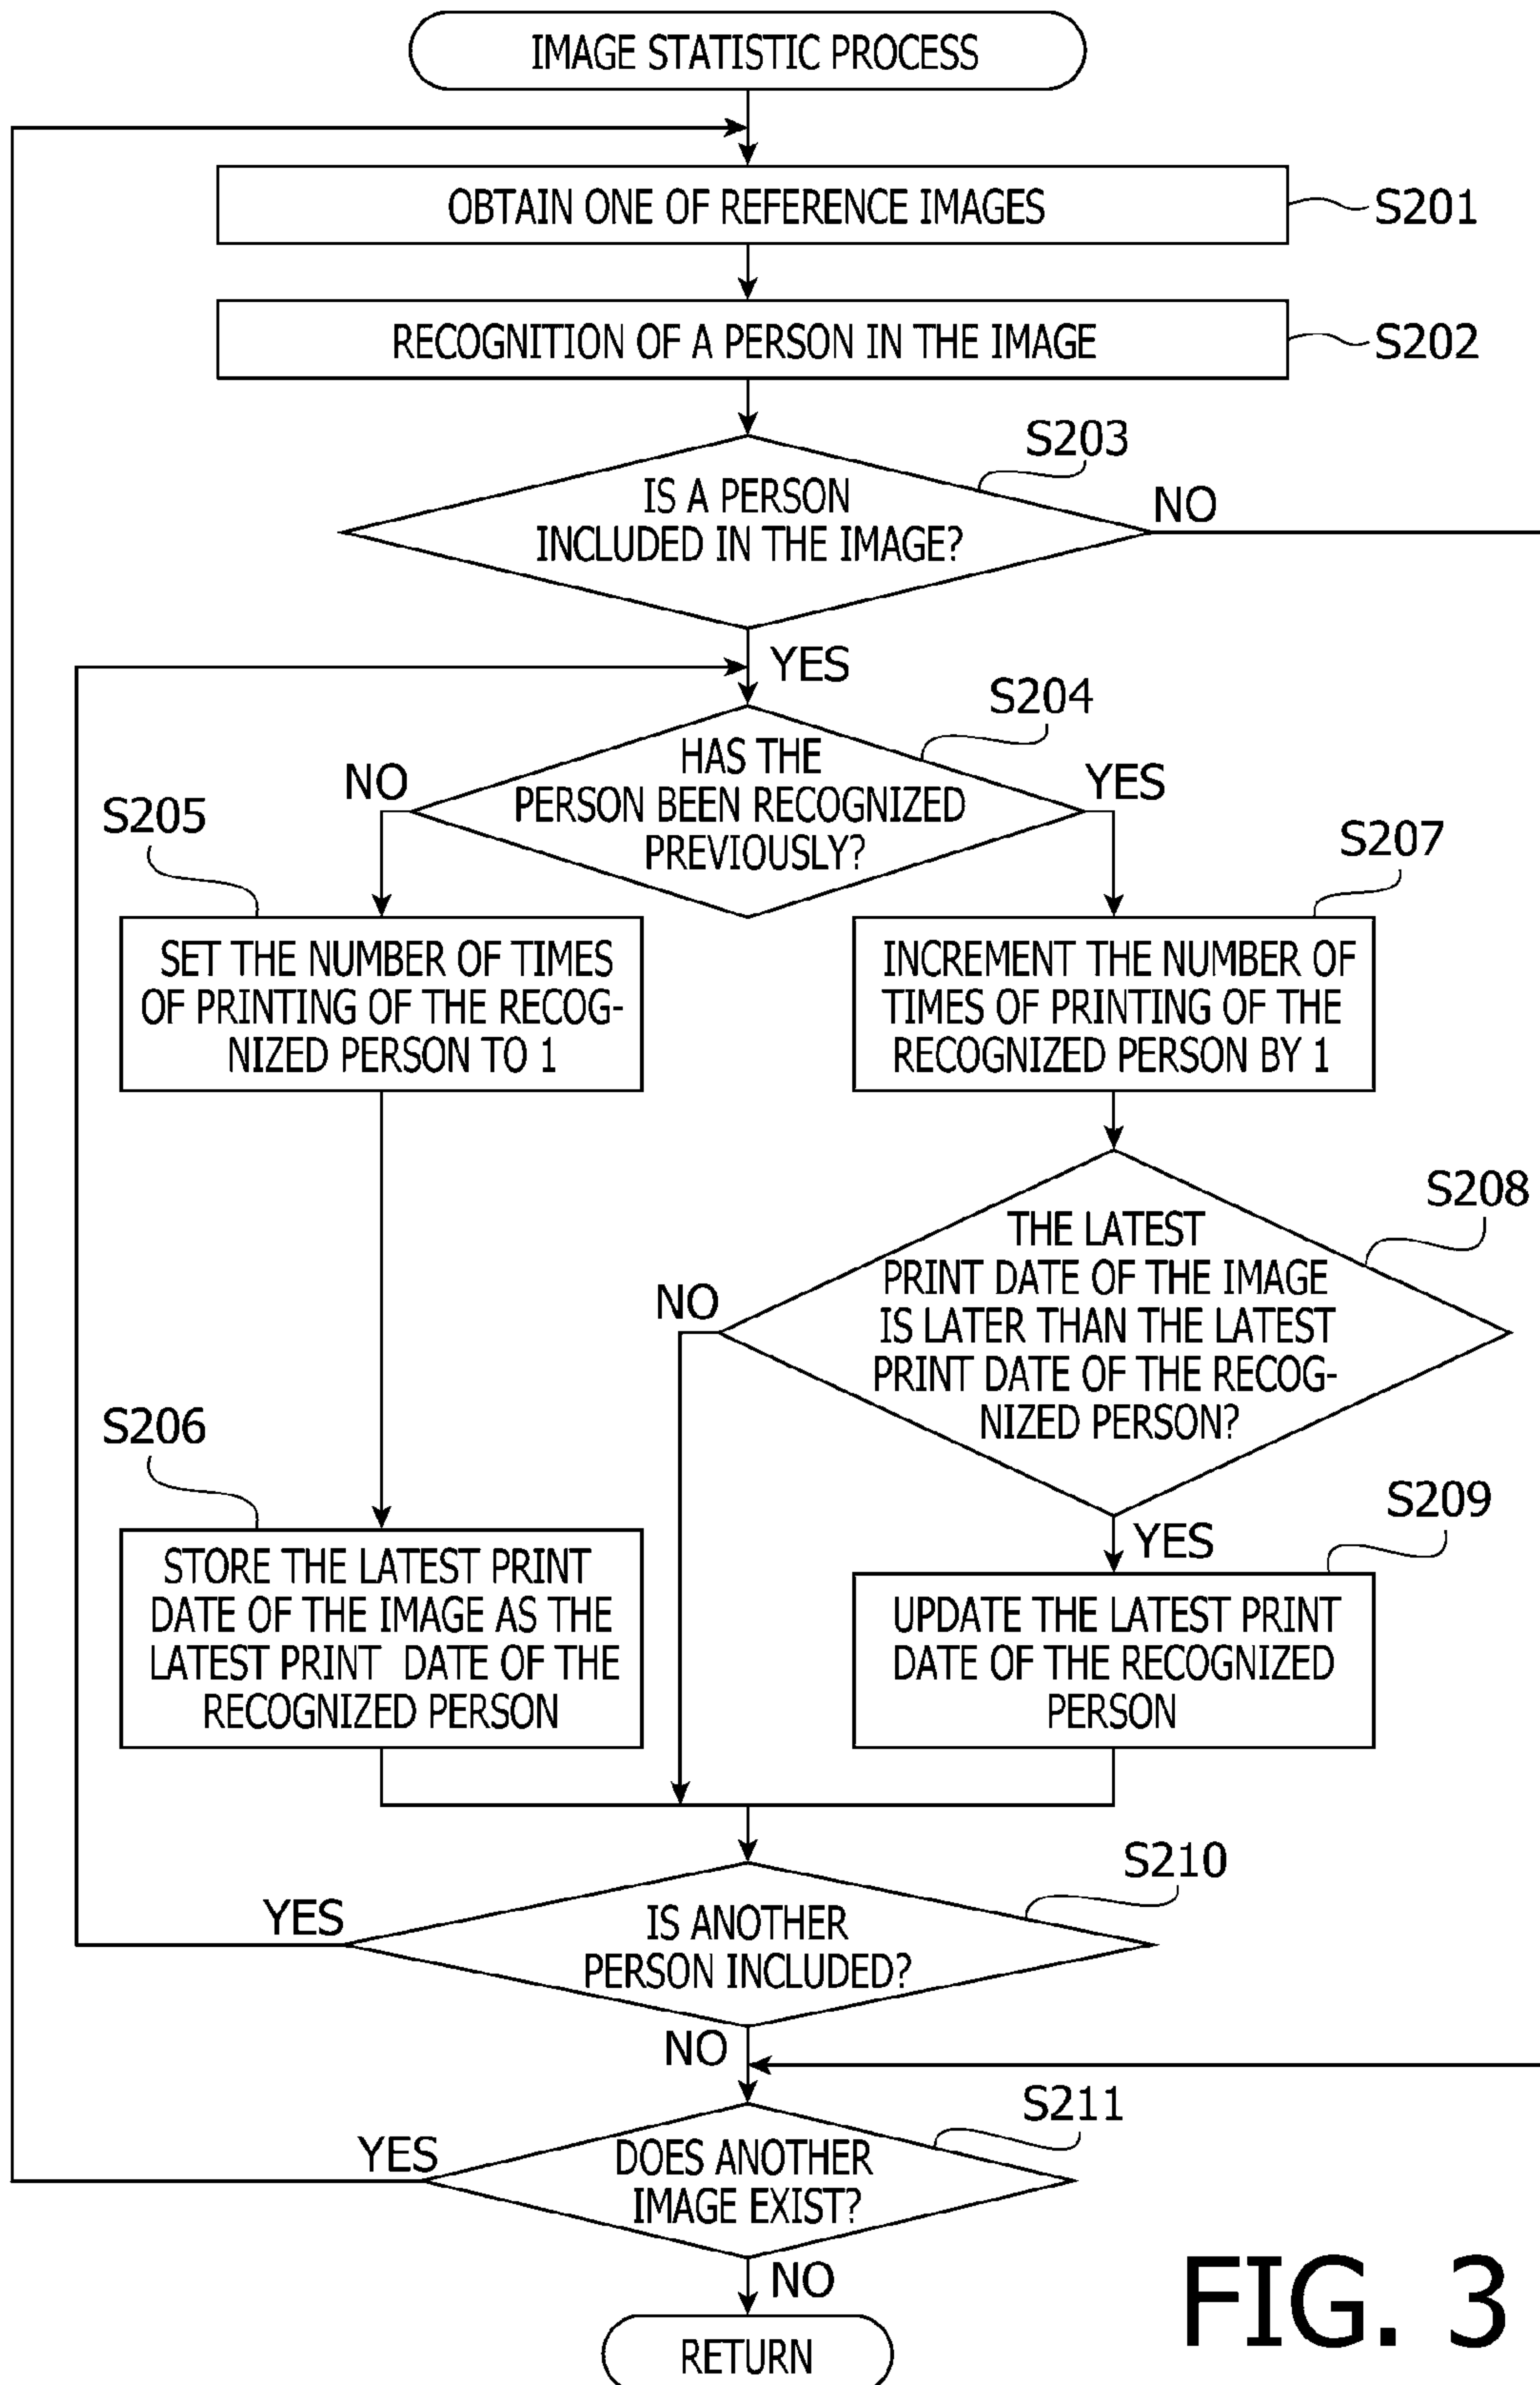 IMAGE STATISTIC PROCESS
OBTAIN ONE OF REFERENCE IMAGES
S201
RECOGNITION OF A PERSON IN THE IMAGE
S202
S203
IS A PERSON
INCLUDED IN THE IMAGE?
NO
YES
S204
HAS THE
PERSON BEEN RECOGNIZED
PREVIOUSLY?
NO
YES
S205
SET THE NUMBER OF TIMES
OF PRINTING OF THE RECOG-
NIZED PERSON TO 1
S207
INCREMENT THE NUMBER OF
TIMES OF PRINTING OF THE
RECOGNIZED PERSON BY 1
S208
THE LATEST
PRINT DATE OF THE IMAGE
IS LATER THAN THE LATEST
PRINT DATE OF THE RECOG-
NIZED PERSON?
NO
YES
S206
STORE THE LATEST PRINT
DATE OF THE IMAGE AS THE
LATEST PRINT DATE OF THE
RECOGNIZED PERSON
S209
UPDATE THE LATEST PRINT
DATE OF THE RECOGNIZED
PERSON
S210
IS ANOTHER
PERSON INCLUDED?
YES
NO
S211
DOES ANOTHER
IMAGE EXIST?
YES
NO
RETURN
FIG. 3